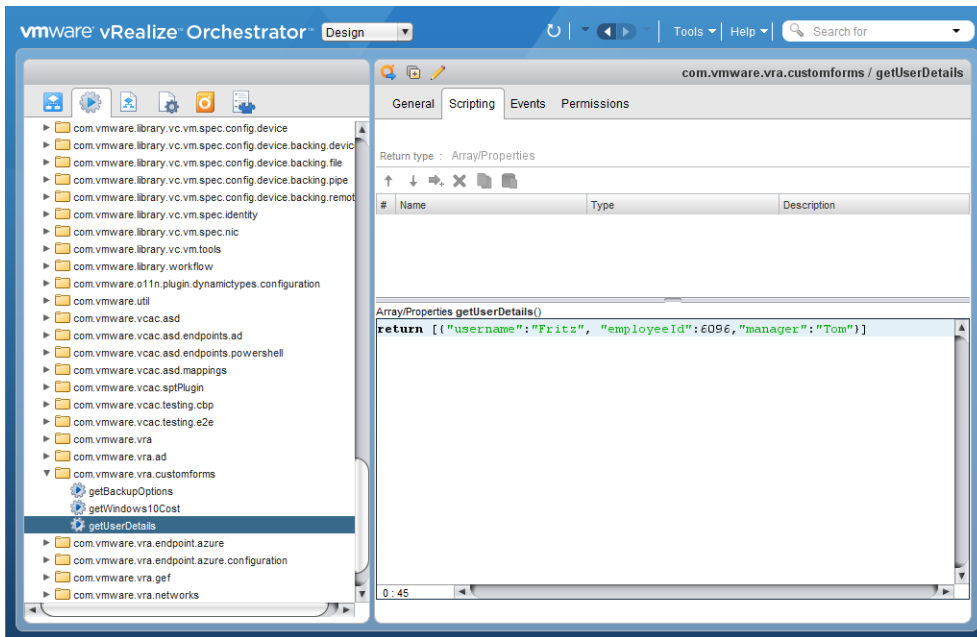 vmware vRealize™ Orchestrator™ Design
Tools Help Search for
com.vmware.vra.customforms / getUserDetails
General Scripting Events Permissions
com.vmware.library.vc.vm.spec.config.device
com.vmware.library.vc.vm.spec.config.device.backing.devic
com.vmware.library.vc.vm.spec.config.device.backing.file
com.vmware.library.vc.vm.spec.config.device.backing.pipe
com.vmware.library.vc.vm.spec.config.device.backing.remot
com.vmware.library.vc.vm.spec.identity
com.vmware.library.vc.vm.spec.nic
com.vmware.library.vc.vm.tools
com.vmware.library.workflow
com.vmware.o11n.plugin.dynamictypes.configuration
com.vmware.util
com.vmware.vcac.asd
com.vmware.vcac.asd.endpoints.ad
com.vmware.vcac.asd.endpoints.powershell
com.vmware.vcac.asd.mappings
com.vmware.vcac.sptPlugin
com.vmware.vcac.testing.cbp
com.vmware.vcac.testing.e2e
com.vmware.vra
com.vmware.vra.ad
com.vmware.vra.customforms
getBackupOptions
getWindows10Cost
getUserDetails
com.vmware.vra.endpoint.azure
com.vmware.vra.endpoint.azure.configuration
com.vmware.vra.gef
com.vmware.vra.networks
Return type : Array/Properties
# Name Type Description
Array/Properties getUserDetails()
return [{"username":"Fritz", "employeeId":6096,"manager":"Tom"}]
0 : 45